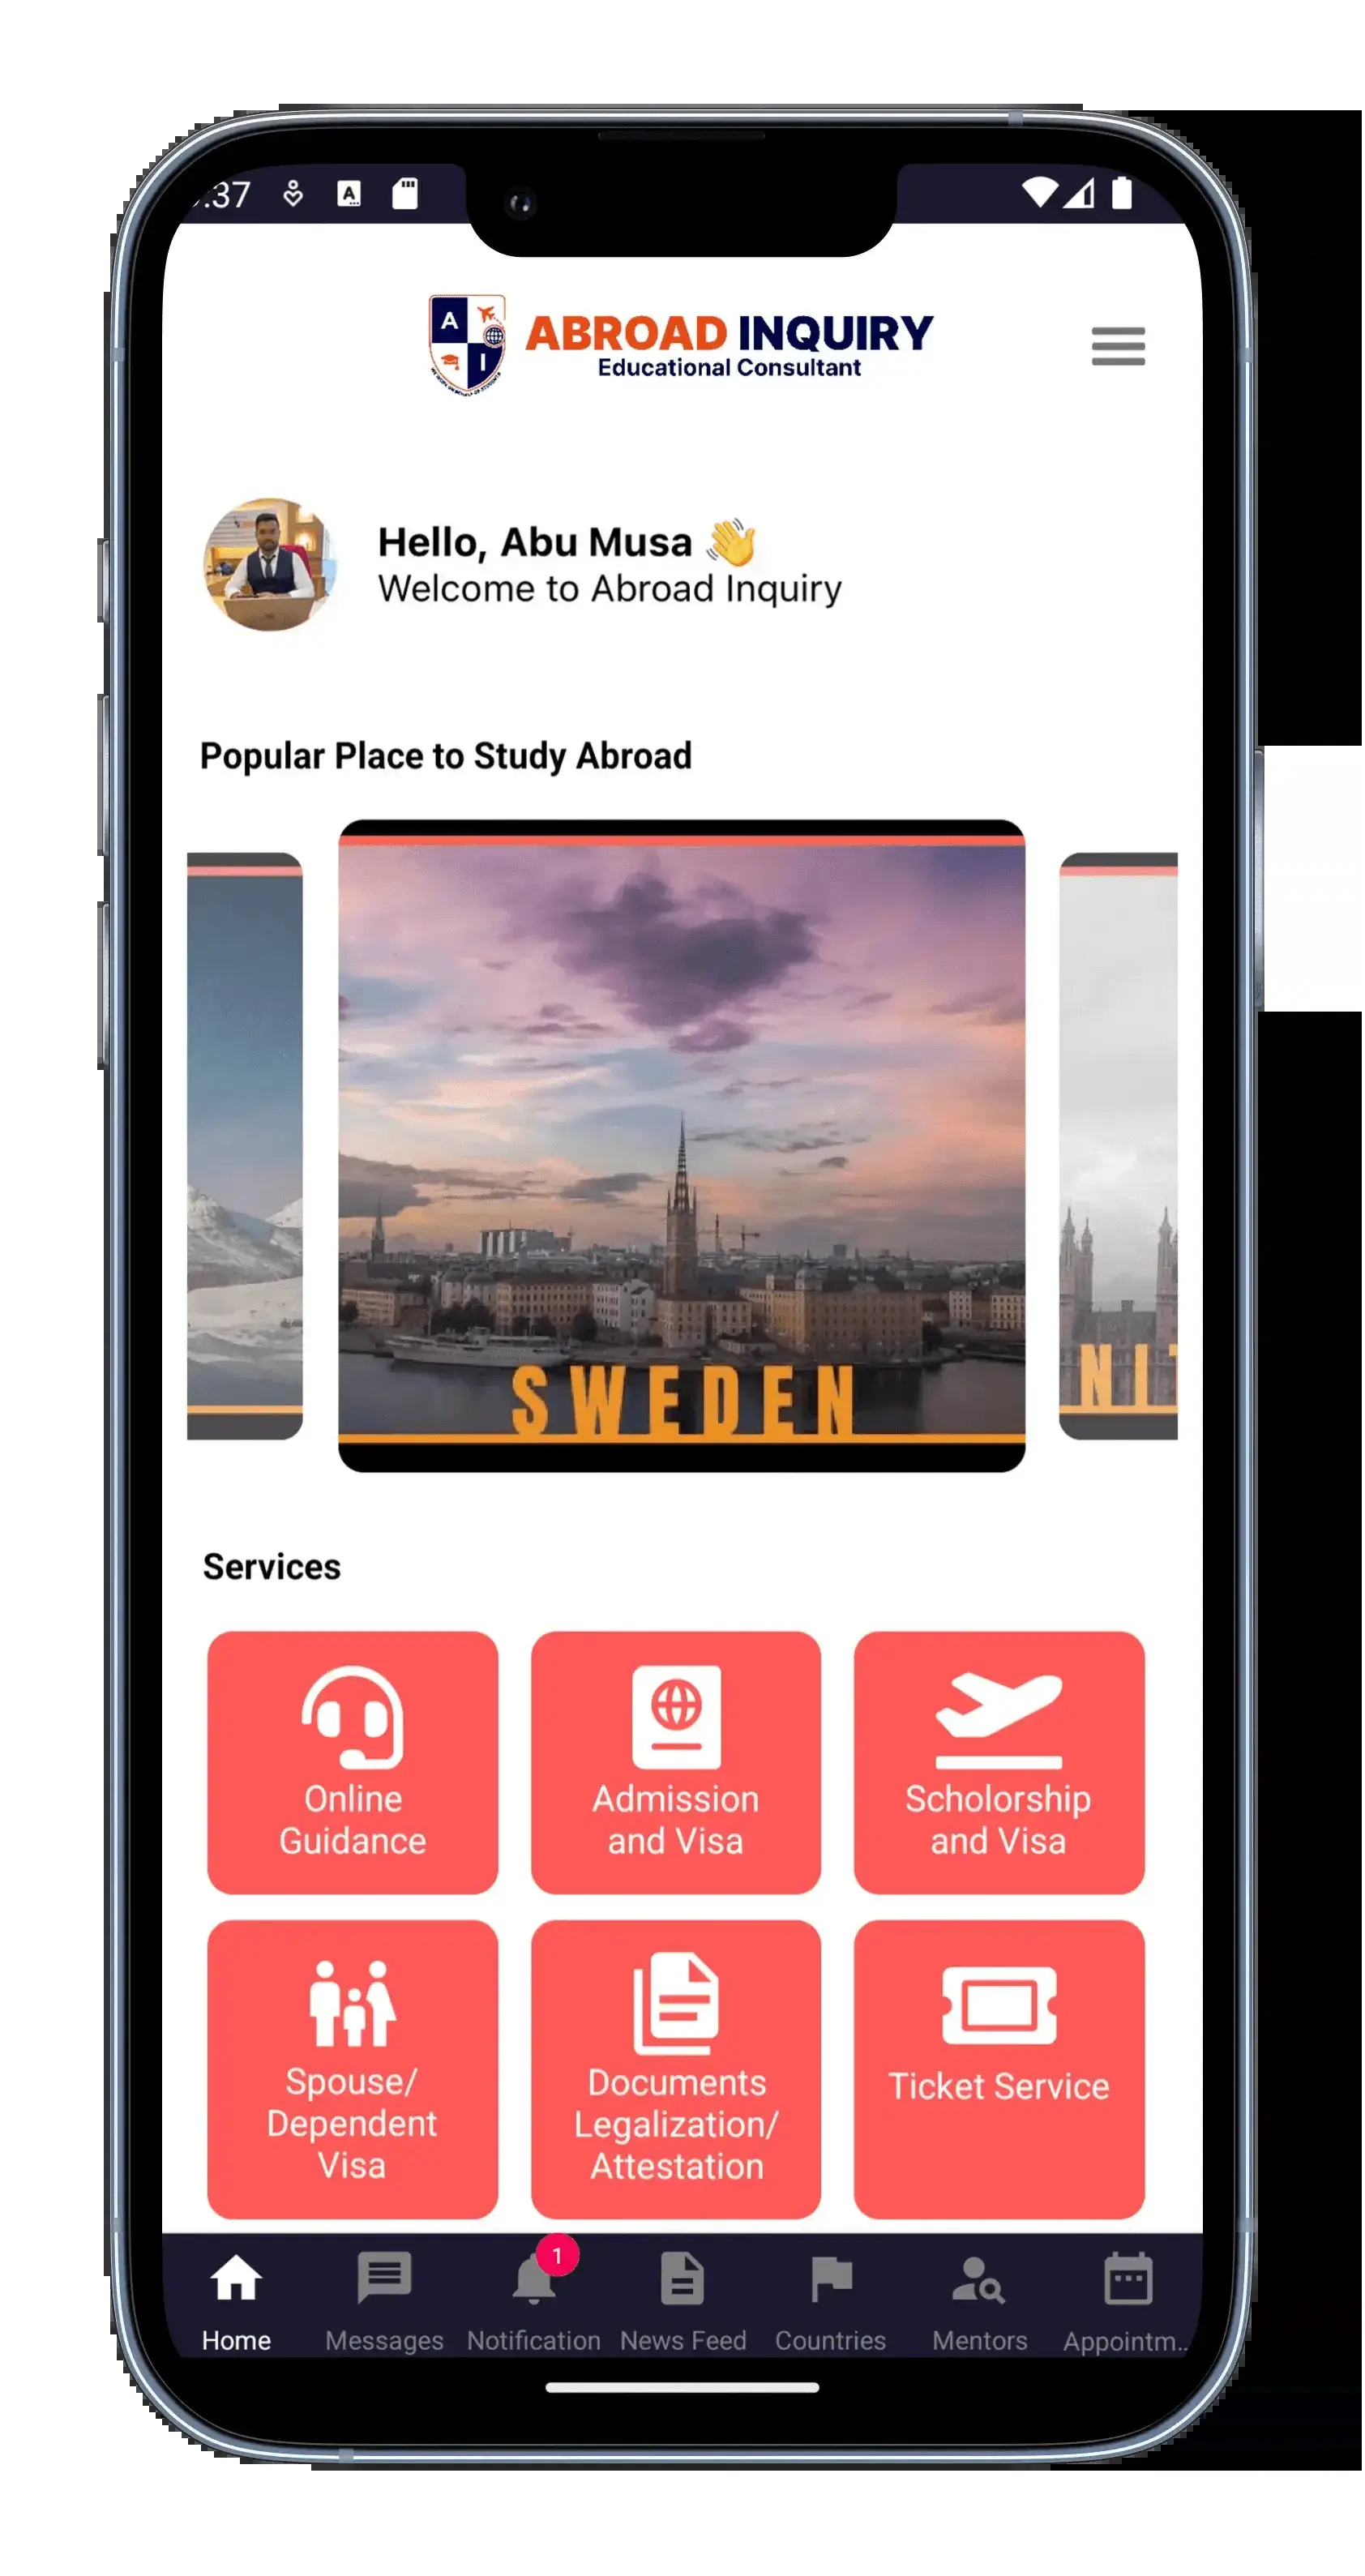 :37
A
A
I
ABROAD INQUIRY
Educational Consultant
Hello, Abu Musa 👋
Welcome to Abroad Inquiry
Popular Place to Study Abroad
SWEDEN
NIT
Services
Online
Guidance
Admission
and Visa
Scholorship
and Visa
Spouse/
Dependent
Visa
Documents
Legalization/
Attestation
Ticket Service
1
Home
Messages
Notification
News Feed
Countries
Mentors
Appointm..